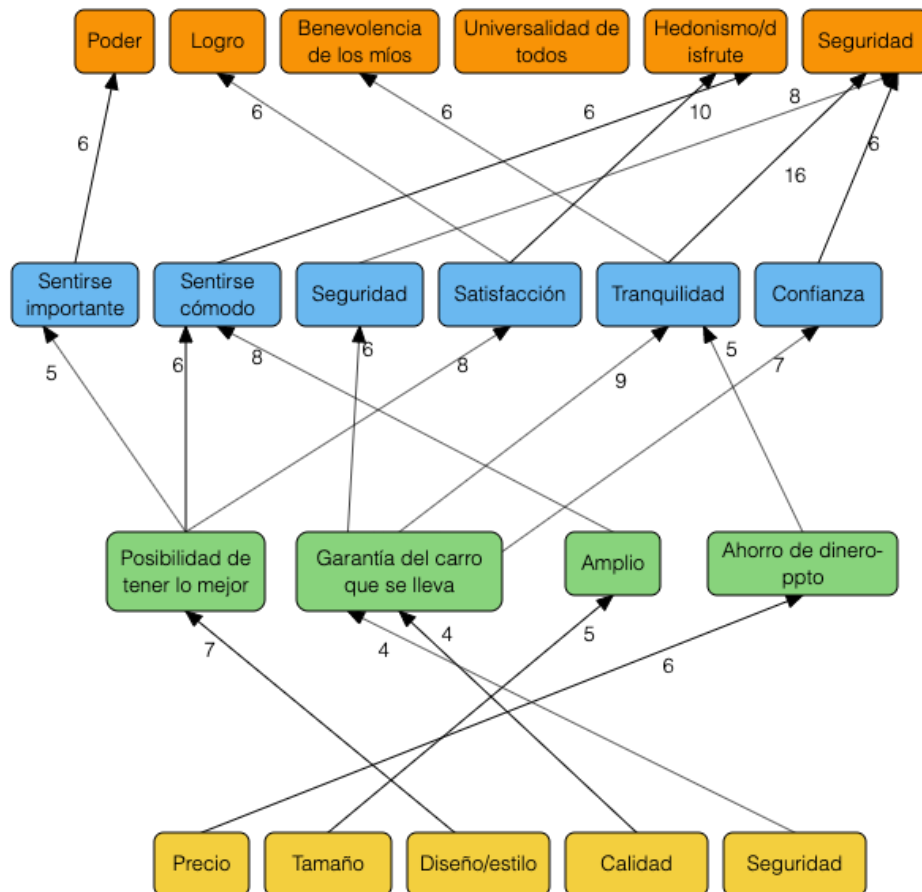 Poder
Logro
Benevolencia
de los míos
Universalidad de
todos
Hedonismo/d
isfrute
Seguridad
6
6
6
6
10
8
6
16
Sentirse
importante
Sentirse
cómodo
Seguridad
Satisfacción
Tranquilidad
Confianza
5
6
8
6
8
9
5
7
Posibilidad de
tener lo mejor
Garantía del carro
que se lleva
Amplio
Ahorro de dinero-
ppto
7
4
4
5
6
Precio
Tamaño
Diseño/estilo
Calidad
Seguridad